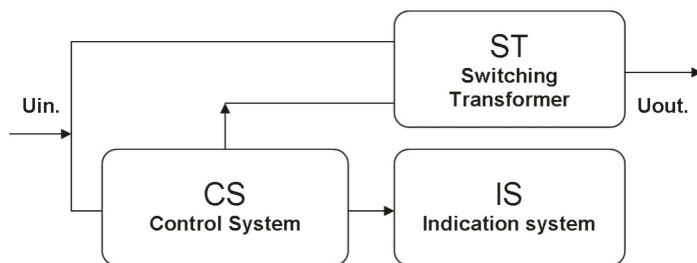 ST
Switching
Transformer
Uin.
Uout.
CS
Control System
IS
Indication system